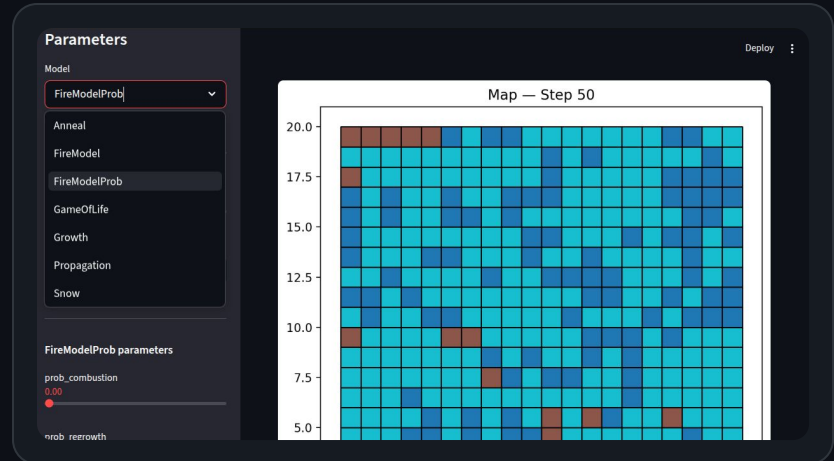 Parameters
Deploy
Model
FireModelProb
Anneal
FireModel
FireModelProb
GameOfLife
Growth
Propagation
Snow
FireModelProb parameters
prob_combustion
0.00
prob_regrowth
Map — Step 50
20.0
17.5
15.0
12.5
10.0
7.5
5.0